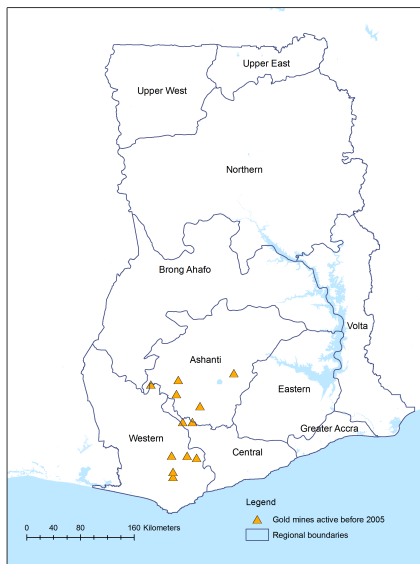 Upper East
Upper West
Northern
Brong Ahafo
Volta
Ashanti
Eastern
Greater Accra
Western
Central
Legend
Gold mines active before 2005
Regional boundaries
0 40 80 160 Kilometers